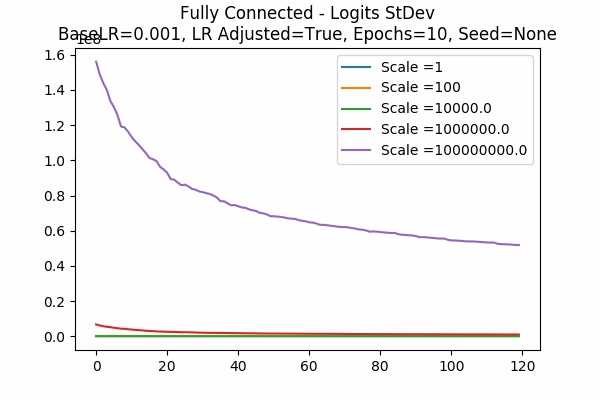 Fully Connected - Logits StDev
BaseLR=0.001, LR Adjusted=True, Epochs=10, Seed=None
1e8
1.6
1.4
1.2
1.0
0.8
0.6
0.4
0.2
0.0
Scale =1
Scale =100
Scale =10000.0
Scale =1000000.0
Scale =100000000.0
0 20 40 60 80 100 120